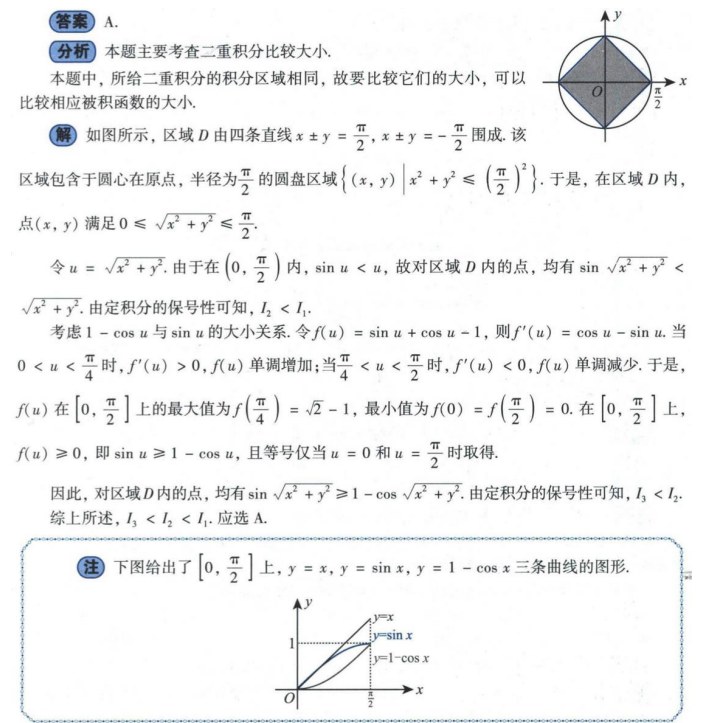 答案 A.
分析 本题主要考查二重积分比较大小.
本题中，所给二重积分的积分区域相同，故要比较它们的大小，可以
比较相应被积函数的大小.
y
x
O
π/2
解 如图所示，区域 D 由四条直线 x ± y = π/2, x ± y = - π/2 围成. 该
区域包含于圆心在原点，半径为 π/2 的圆盘区域{(x, y) | x² + y² ≤ (π/2)²}. 于是，在区域 D 内，
点(x, y) 满足 0 ≤ √(x² + y²) ≤ π/2.
令 u = √(x² + y²). 由于在 (0, π/2) 内，sin u < u，故对区域 D 内的点，均有 sin √(x² + y²) <
√(x² + y²). 由定积分的保号性可知，I₂ < I₁.
考虑 1 - cos u 与 sin u 的大小关系. 令 f(u) = sin u + cos u - 1，则 f′(u) = cos u - sin u. 当
0 < u < π/4 时，f′(u) > 0，f(u) 单调增加；当 π/4 < u < π/2 时，f′(u) < 0，f(u) 单调减少. 于是，
f(u) 在 [0, π/2] 上的最大值为 f(π/4) = √2 - 1，最小值为 f(0) = f(π/2) = 0. 在 [0, π/2] 上，
f(u) ≥ 0，即 sin u ≥ 1 - cos u，且等号仅当 u = 0 和 u = π/2 时取得.
因此，对区域 D 内的点，均有 sin √(x² + y²) ≥ 1 - cos √(x² + y²). 由定积分的保号性可知，I₃ < I₂.
综上所述，I₃ < I₂ < I₁. 应选 A.
注 下图给出了 [0, π/2] 上，y = x，y = sin x，y = 1 - cos x 三条曲线的图形.
y
y=x
1
y=sin x
y=1-cos x
O
π/2
x